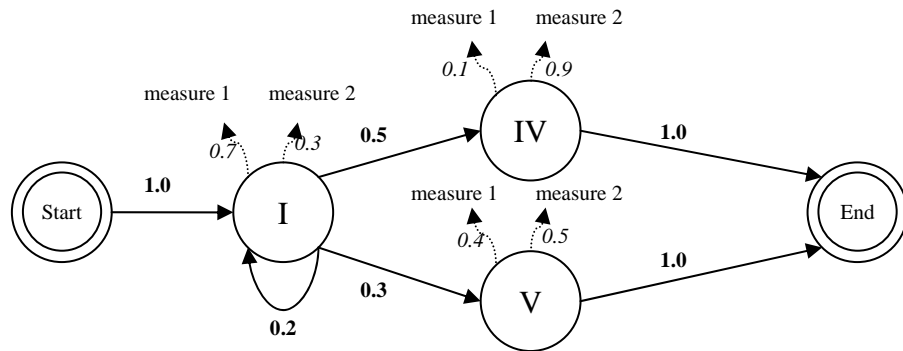 measure 1
measure 2
0.1
0.9
measure 1
measure 2
0.7
0.3
0.5
IV
1.0
Start
1.0
I
measure 1
measure 2
0.4
0.5
End
0.2
0.3
V
1.0